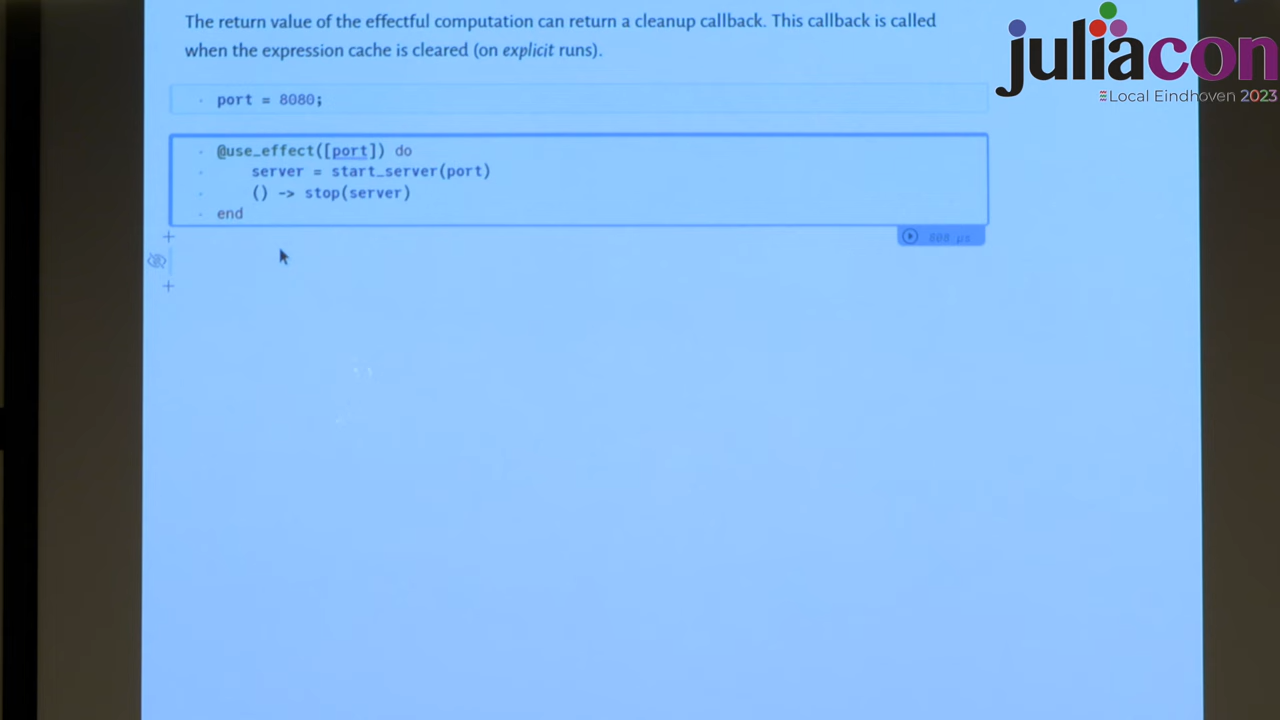 The return value of the effectful computation can return a cleanup callback. This callback is called
when the expression cache is cleared (on explicit runs).
juliacon
Local Eindhoven 2023
port = 8080;
@use_effect([port]) do
server = start_server(port)
() -> stop(server)
end